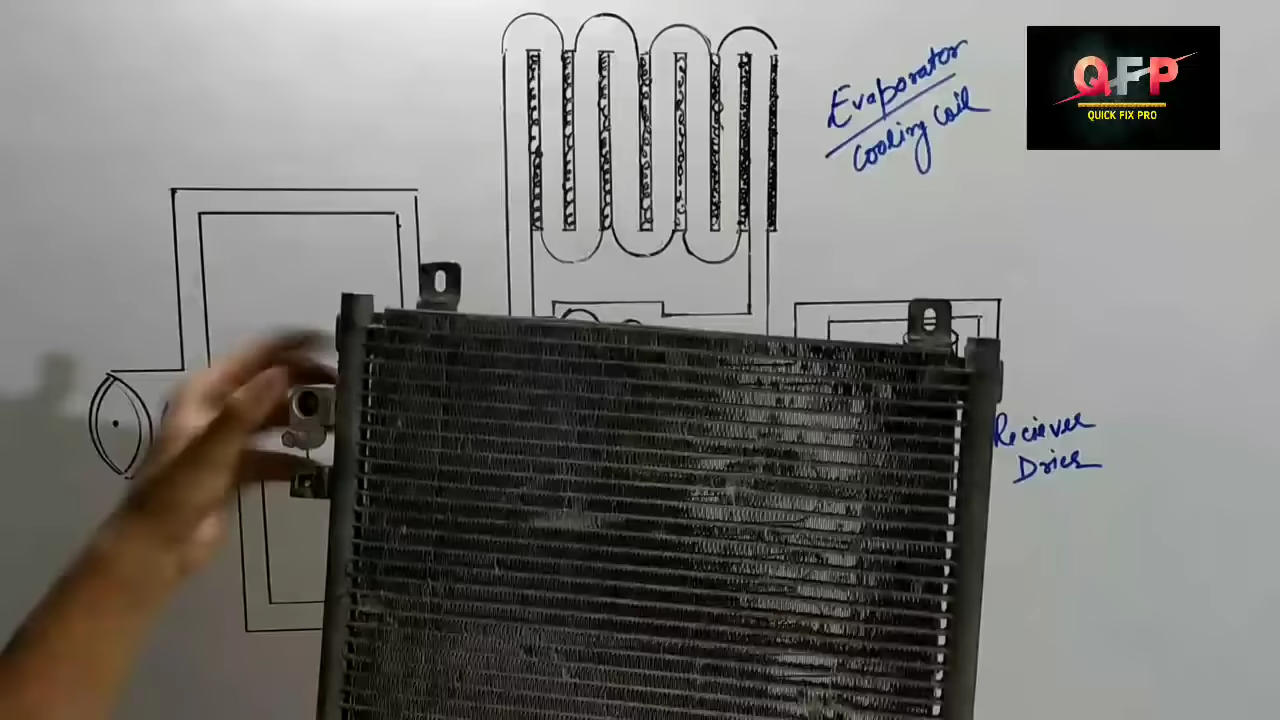 Evaporator
Cooling Coil
QFP
QUICK FIX PRO
Reciever
Drier